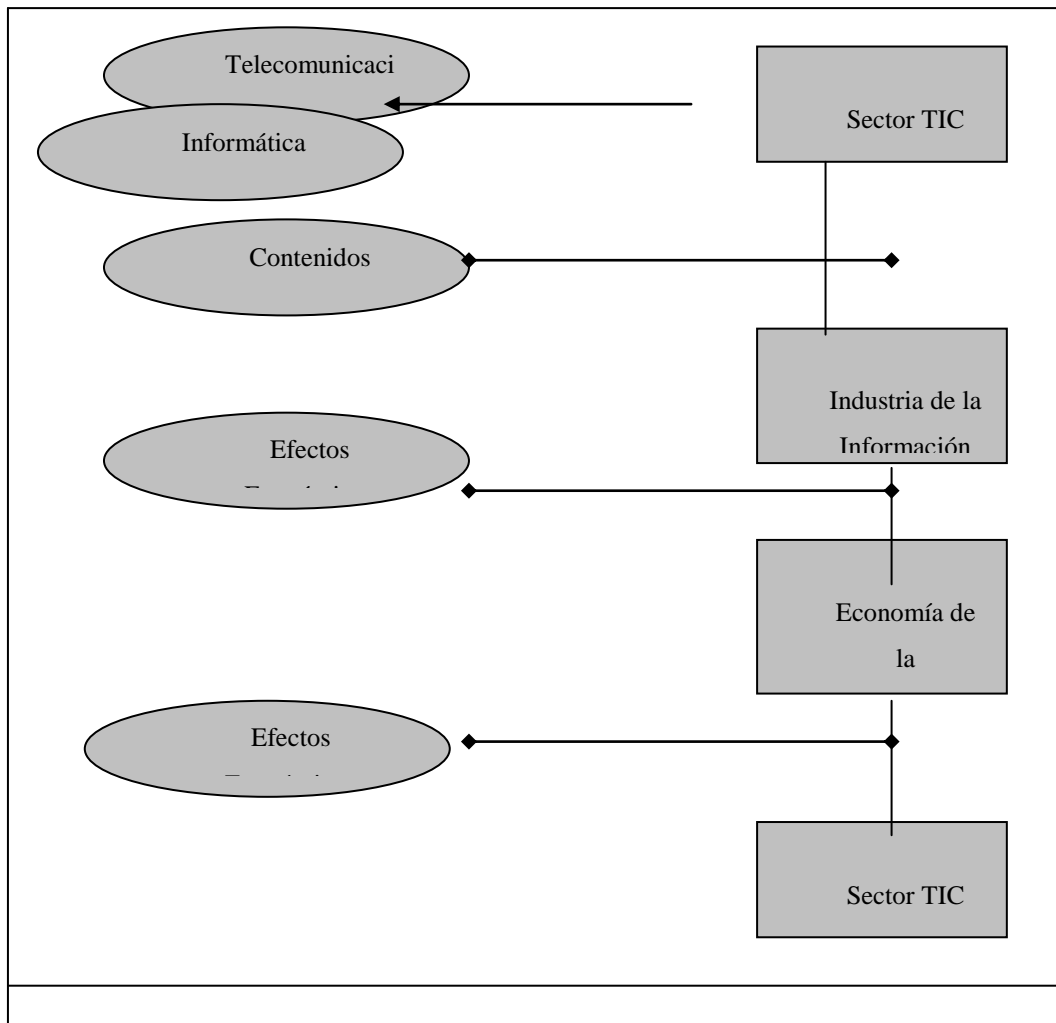 Telecomunicaci
Sector TIC
Informática
Contenidos
Industria de la
Información
Efectos
Economía de
la
Efectos
Sector TIC